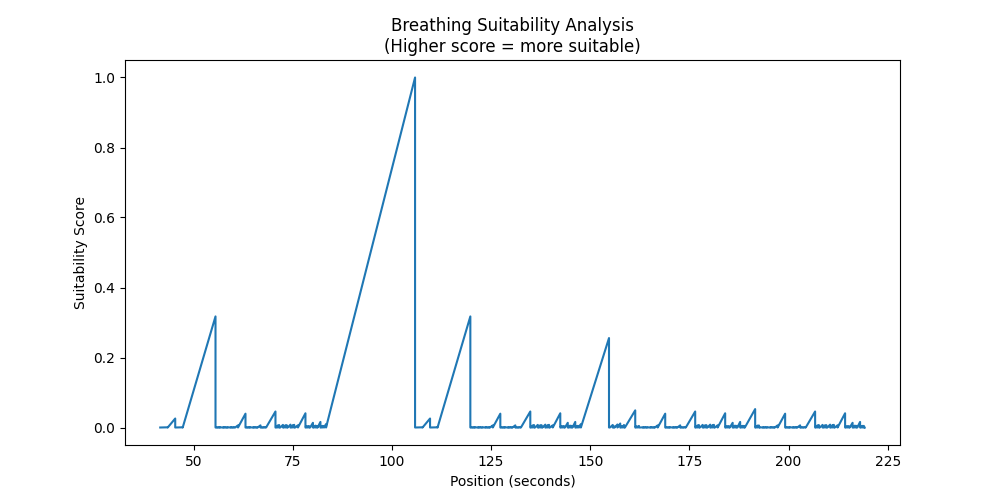 Breathing Suitability Analysis
(Higher score = more suitable)
Suitability Score
1.0
0.8
0.6
0.4
0.2
0.0
50 75 100 125 150 175 200 225
Position (seconds)